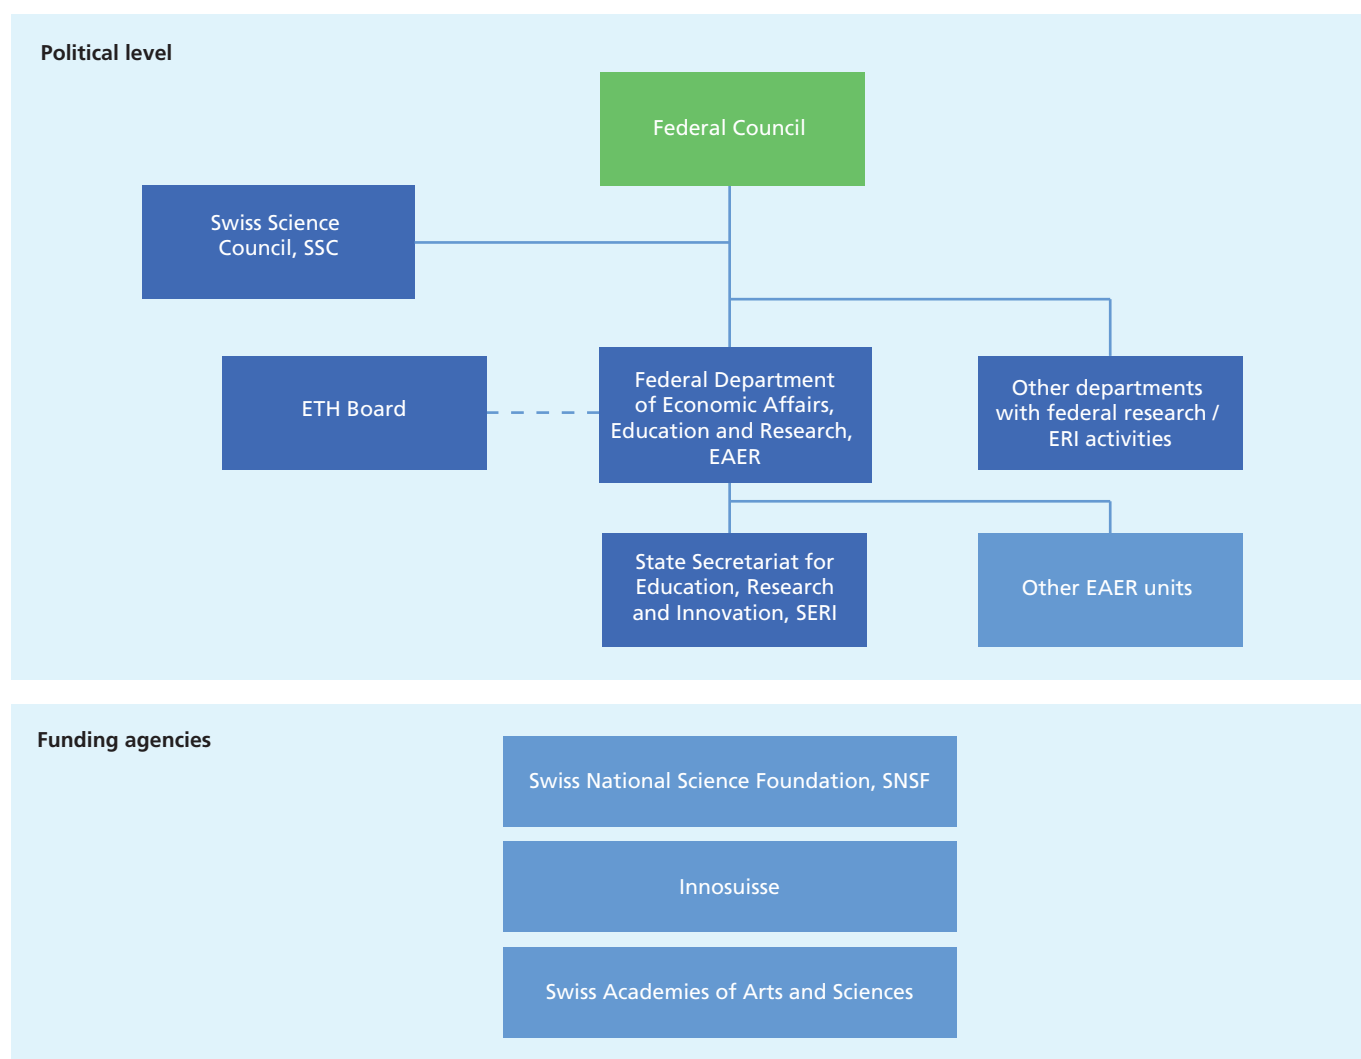 Political level
Federal Council
Swiss Science
Council, SSC
ETH Board
Federal Department
of Economic Affairs,
Education and Research,
EAER
Other departments
with federal research /
ERI activities
State Secretariat for
Education, Research
and Innovation, SERI
Other EAER units
Funding agencies
Swiss National Science Foundation, SNSF
Innosuisse
Swiss Academies of Arts and Sciences